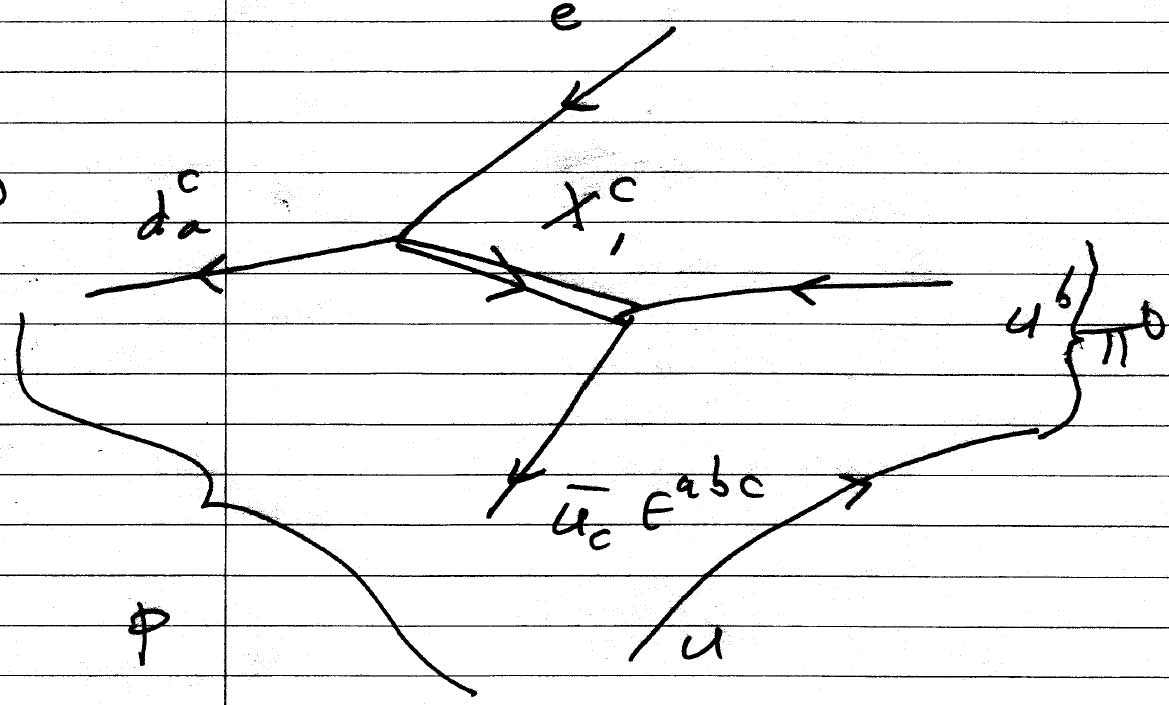 e
d^c_a
X^c_1
u^b
π^0
ū_c ε^{abc}
p
u